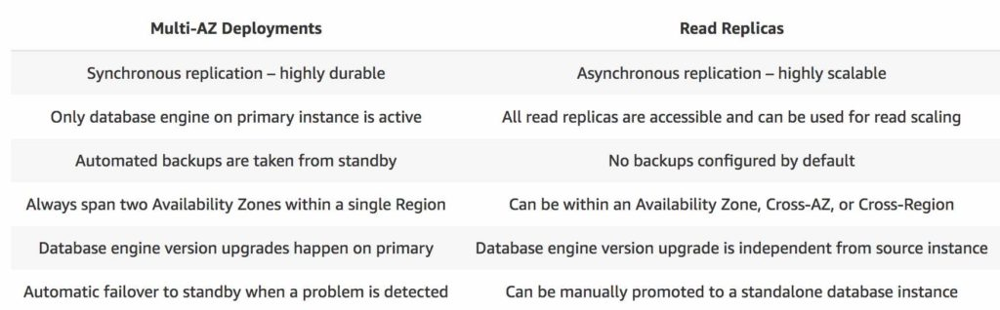 Multi-AZ Deployments Read Replicas
Synchronous replication – highly durable Asynchronous replication – highly scalable
Only database engine on primary instance is active All read replicas are accessible and can be used for read scaling
Automated backups are taken from standby No backups configured by default
Always span two Availability Zones within a single Region Can be within an Availability Zone, Cross-AZ, or Cross-Region
Database engine version upgrades happen on primary Database engine version upgrade is independent from source instance
Automatic failover to standby when a problem is detected Can be manually promoted to a standalone database instance